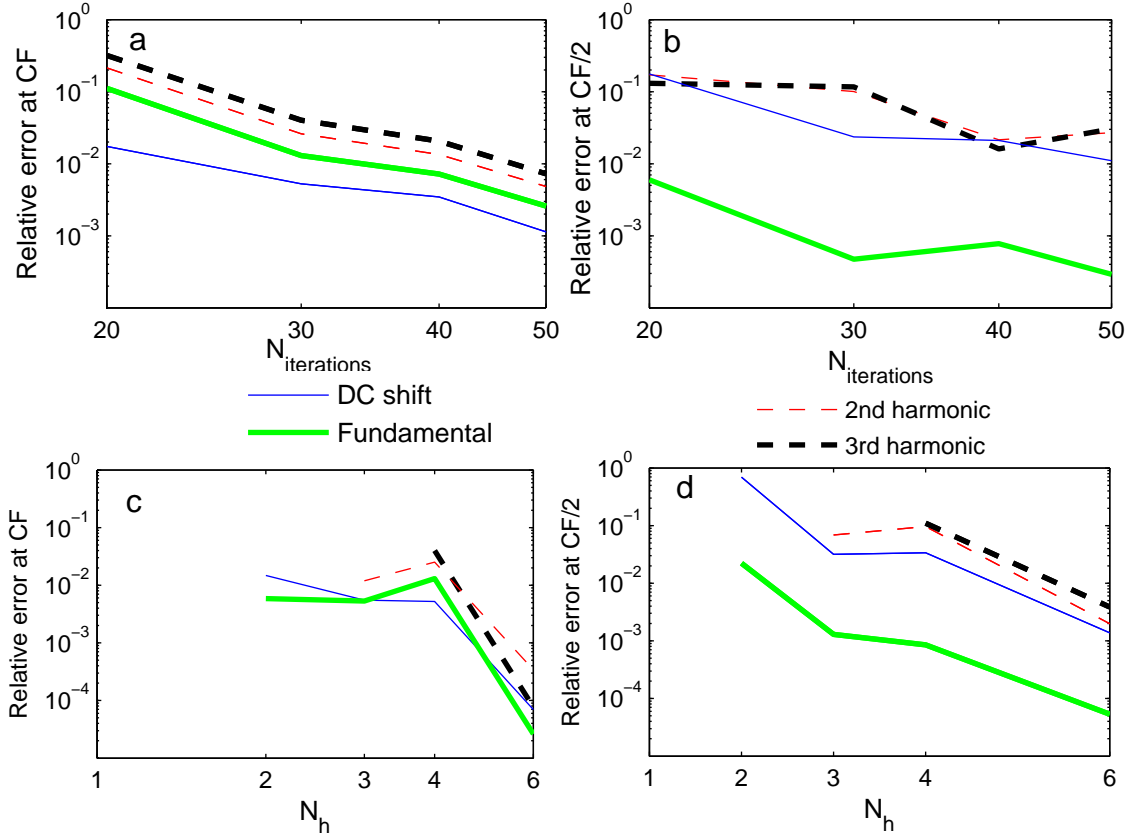 a
Relative error at CF
10^0
10^-1
10^-2
10^-3
20
30
40
50
N_iterations
b
Relative error at CF/2
10^0
10^-1
10^-2
10^-3
20
30
40
50
N_iterations
DC shift
Fundamental
2nd harmonic
3rd harmonic
c
Relative error at CF
10^0
10^-1
10^-2
10^-3
10^-4
1
2
3
4
6
N_h
d
Relative error at CF/2
10^0
10^-1
10^-2
10^-3
10^-4
1
2
3
4
6
N_h